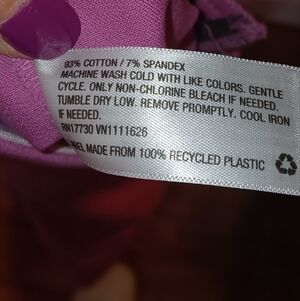 93% COTTON / 7% SPANDEX
MACHINE WASH COLD WITH LIKE COLORS. GENTLE
CYCLE. ONLY NON-CHLORINE BLEACH IF NEEDED.
TUMBLE DRY LOW. REMOVE PROMPTLY. COOL IRON
IF NEEDED.
RN17730 VN1111626
MADE FROM 100% RECYCLED PLASTIC